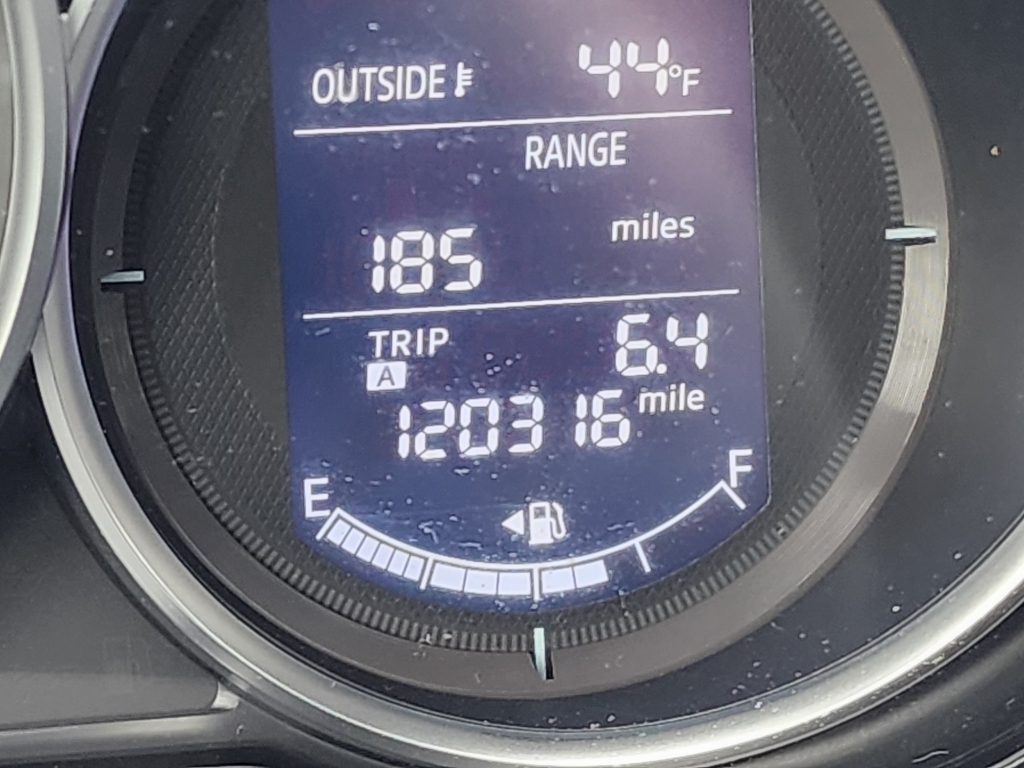 OUTSIDE 44°F
RANGE
miles
185
TRIP 6.4
A
120316 mile
E F